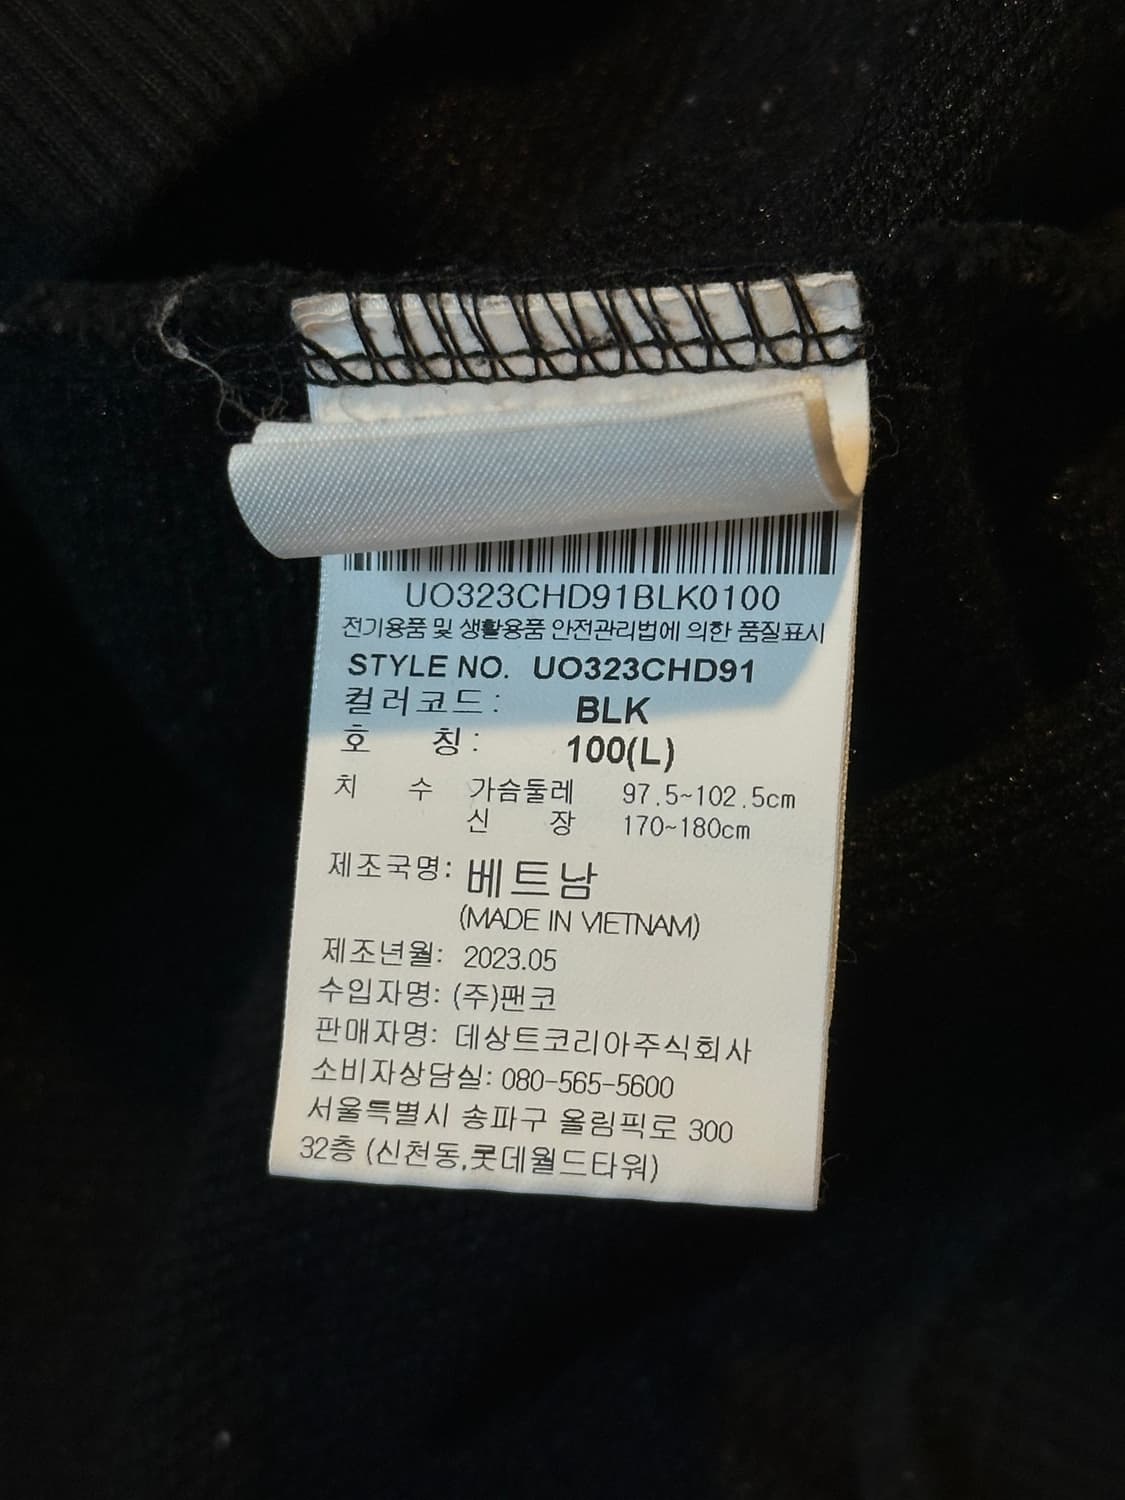 UO323CHD91BLK0100
전기용품 및 생활용품 안전관리법에 의한 품질표시
STYLE NO. UO323CHD91
컬러코드: BLK
호 칭: 100(L)
치 수 가슴둘레 97.5~102.5cm
신 장 170~180cm
제조국명: 베트남
(MADE IN VIETNAM)
제조년월: 2023.05
수입자명: (주)팬코
판매자명: 데상트코리아주식회사
소비자상담실: 080-565-5600
서울특별시 송파구 올림픽로 300
32층 (신천동,롯데월드타워)